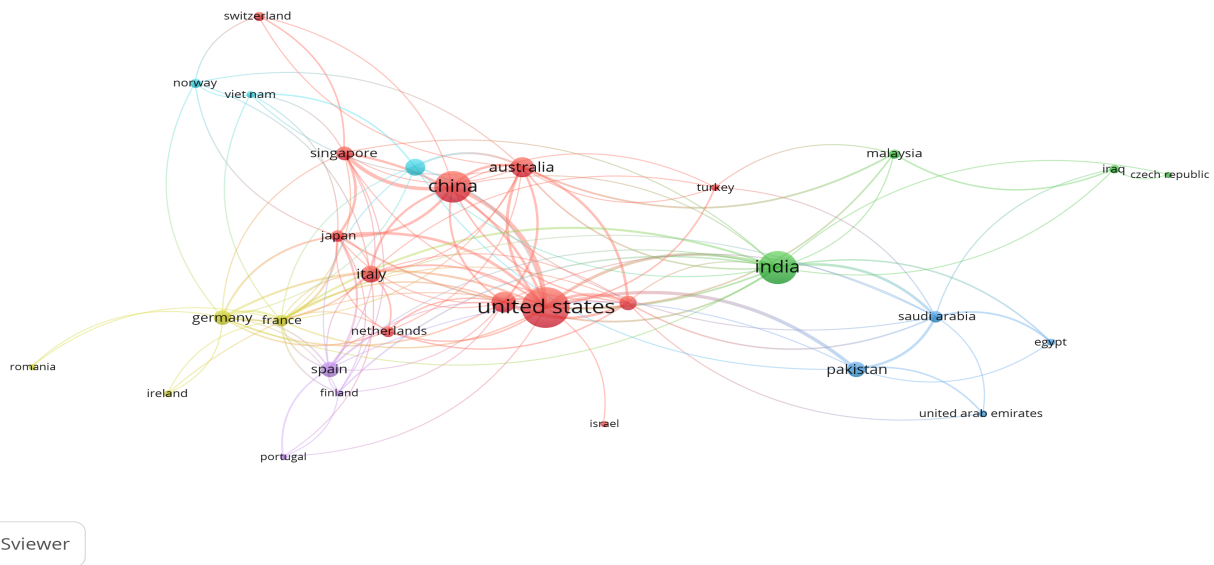 switzerland
norway
viet nam
singapore
australia
malaysia
iraq
czech republic
china
turkey
japan
italy
india
united states
germany
france
netherlands
saudi arabia
egypt
romania
spain
pakistan
ireland
finland
united arab emirates
israel
portugal
Sviewer